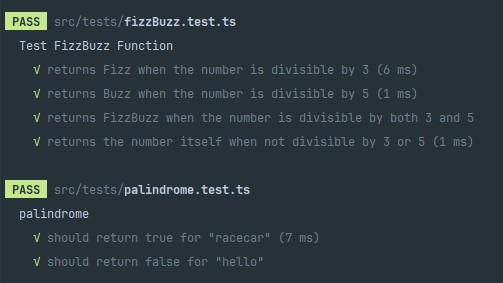 PASS src/tests/fizzBuzz.test.ts
Test FizzBuzz Function
√ returns Fizz when the number is divisible by 3 (6 ms)
√ returns Buzz when the number is divisible by 5 (1 ms)
√ returns FizzBuzz when the number is divisible by both 3 and 5
√ returns the number itself when not divisible by 3 or 5 (1 ms)
PASS src/tests/palindrome.test.ts
palindrome
√ should return true for "racecar" (7 ms)
√ should return false for "hello"